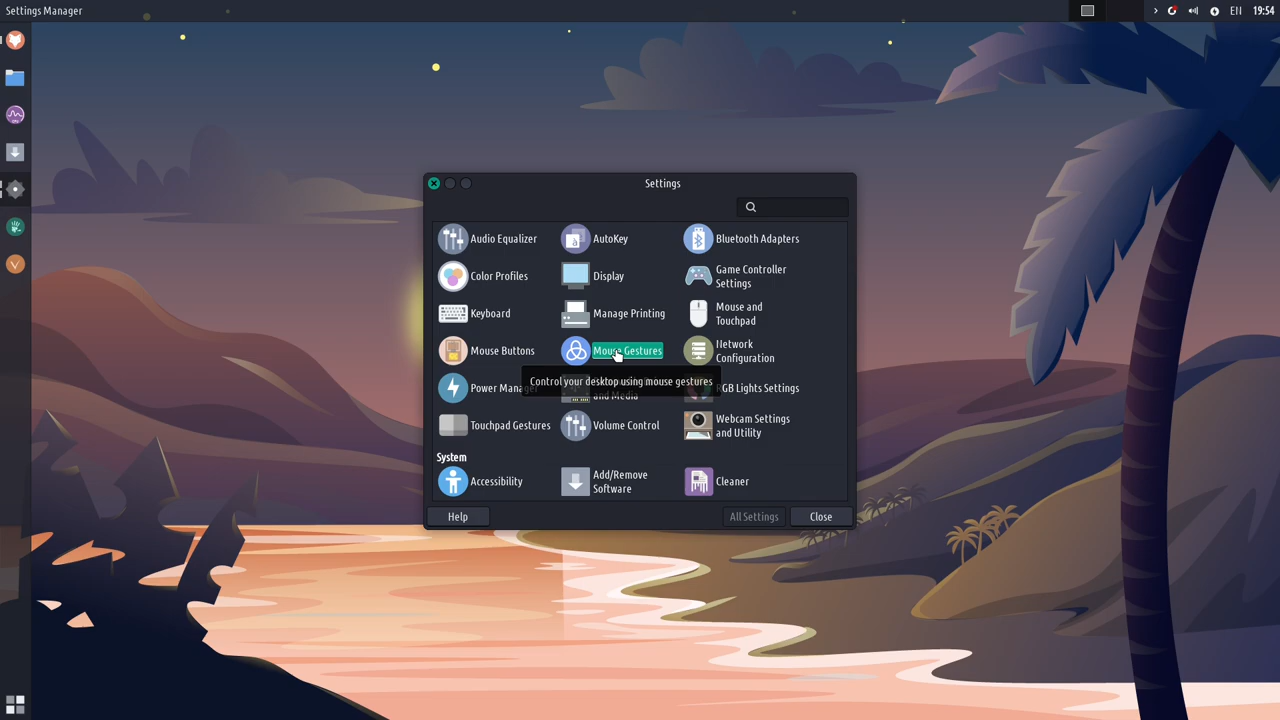 Settings Manager
EN 19:54
Settings
Audio Equalizer
AutoKey
Bluetooth Adapters
Color Profiles
Display
Game Controller
Settings
Keyboard
Manage Printing
Mouse and
Touchpad
Mouse Buttons
Mouse Gestures
Network
Configuration
Power
Control your desktop using mouse gestures
and Media
RGB Lights Settings
Touchpad Gestures
Volume Control
Webcam Settings
and Utility
System
Accessibility
Add/Remove
Software
Cleaner
Help
All Settings
Close